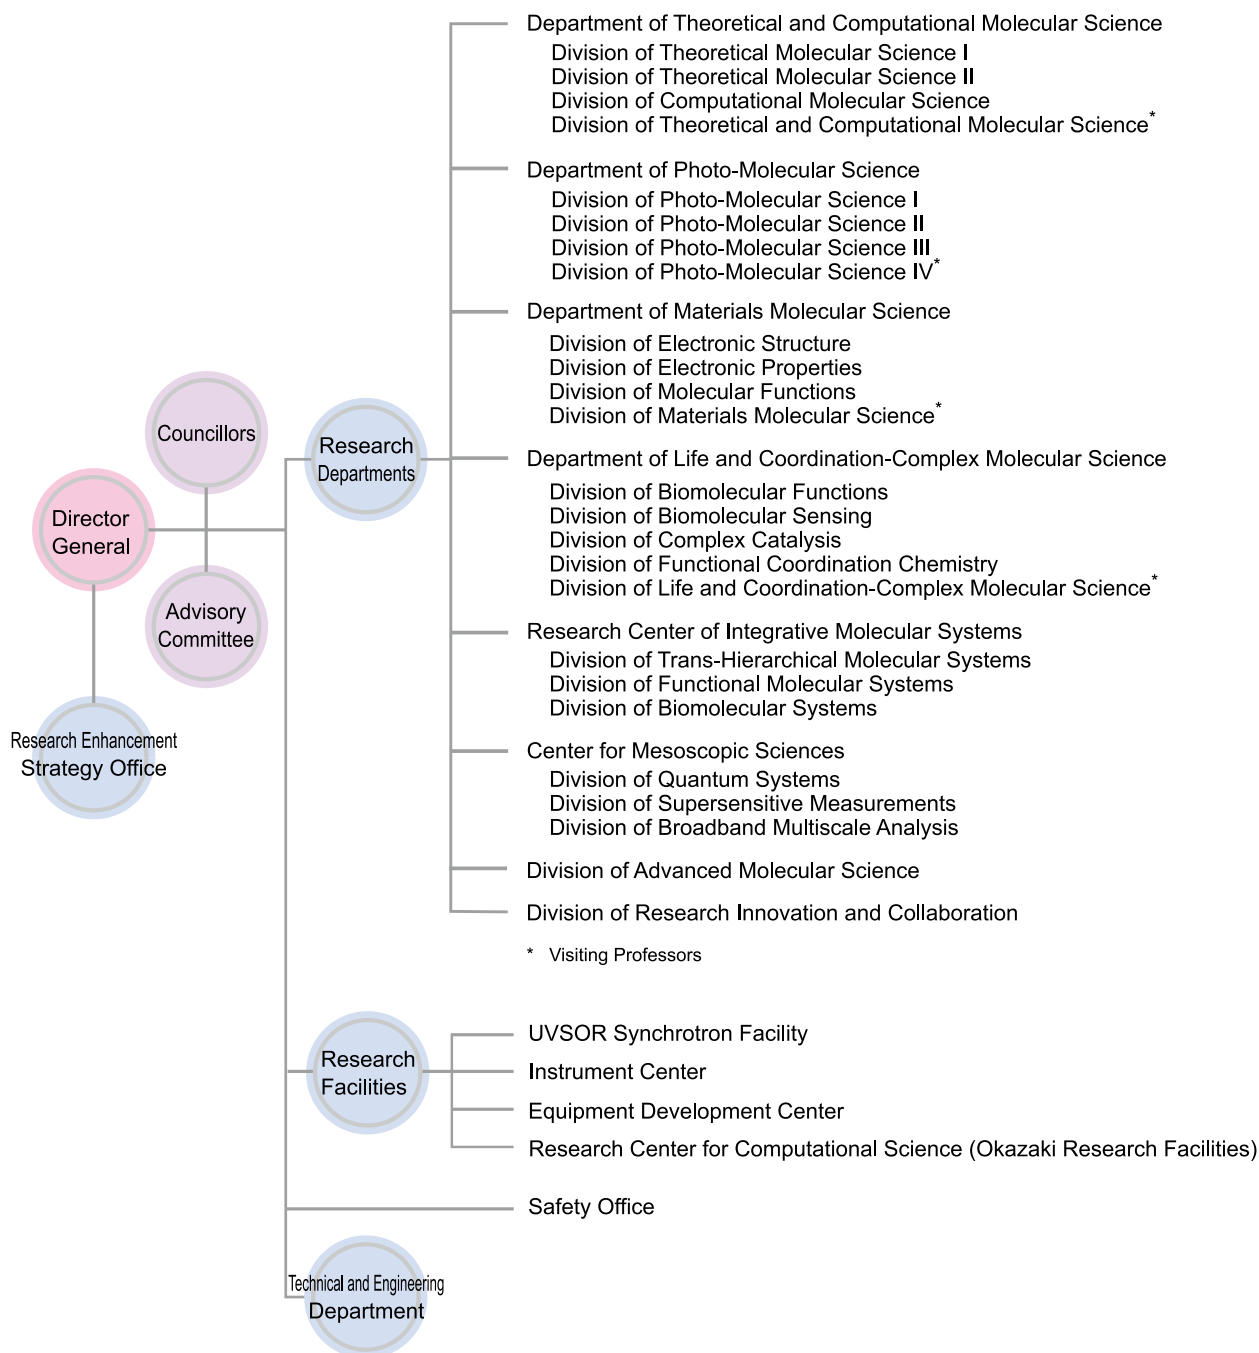 Department of Theoretical and Computational Molecular Science
Division of Theoretical Molecular Science I
Division of Theoretical Molecular Science II
Division of Computational Molecular Science
Division of Theoretical and Computational Molecular Science*
Department of Photo-Molecular Science
Division of Photo-Molecular Science I
Division of Photo-Molecular Science II
Division of Photo-Molecular Science III
Division of Photo-Molecular Science IV*
Department of Materials Molecular Science
Division of Electronic Structure
Division of Electronic Properties
Division of Molecular Functions
Division of Materials Molecular Science*
Councillors
Research
Departments
Department of Life and Coordination-Complex Molecular Science
Division of Biomolecular Functions
Division of Biomolecular Sensing
Division of Complex Catalysis
Division of Functional Coordination Chemistry
Division of Life and Coordination-Complex Molecular Science*
Director
General
Advisory
Committee
Research Center of Integrative Molecular Systems
Division of Trans-Hierarchical Molecular Systems
Division of Functional Molecular Systems
Division of Biomolecular Systems
Research Enhancement
Strategy Office
Center for Mesoscopic Sciences
Division of Quantum Systems
Division of Supersensitive Measurements
Division of Broadband Multiscale Analysis
Division of Advanced Molecular Science
Division of Research Innovation and Collaboration
* Visiting Professors
Research
Facilities
UVSOR Synchrotron Facility
Instrument Center
Equipment Development Center
Research Center for Computational Science (Okazaki Research Facilities)
Safety Office
Technical and Engineering
Department